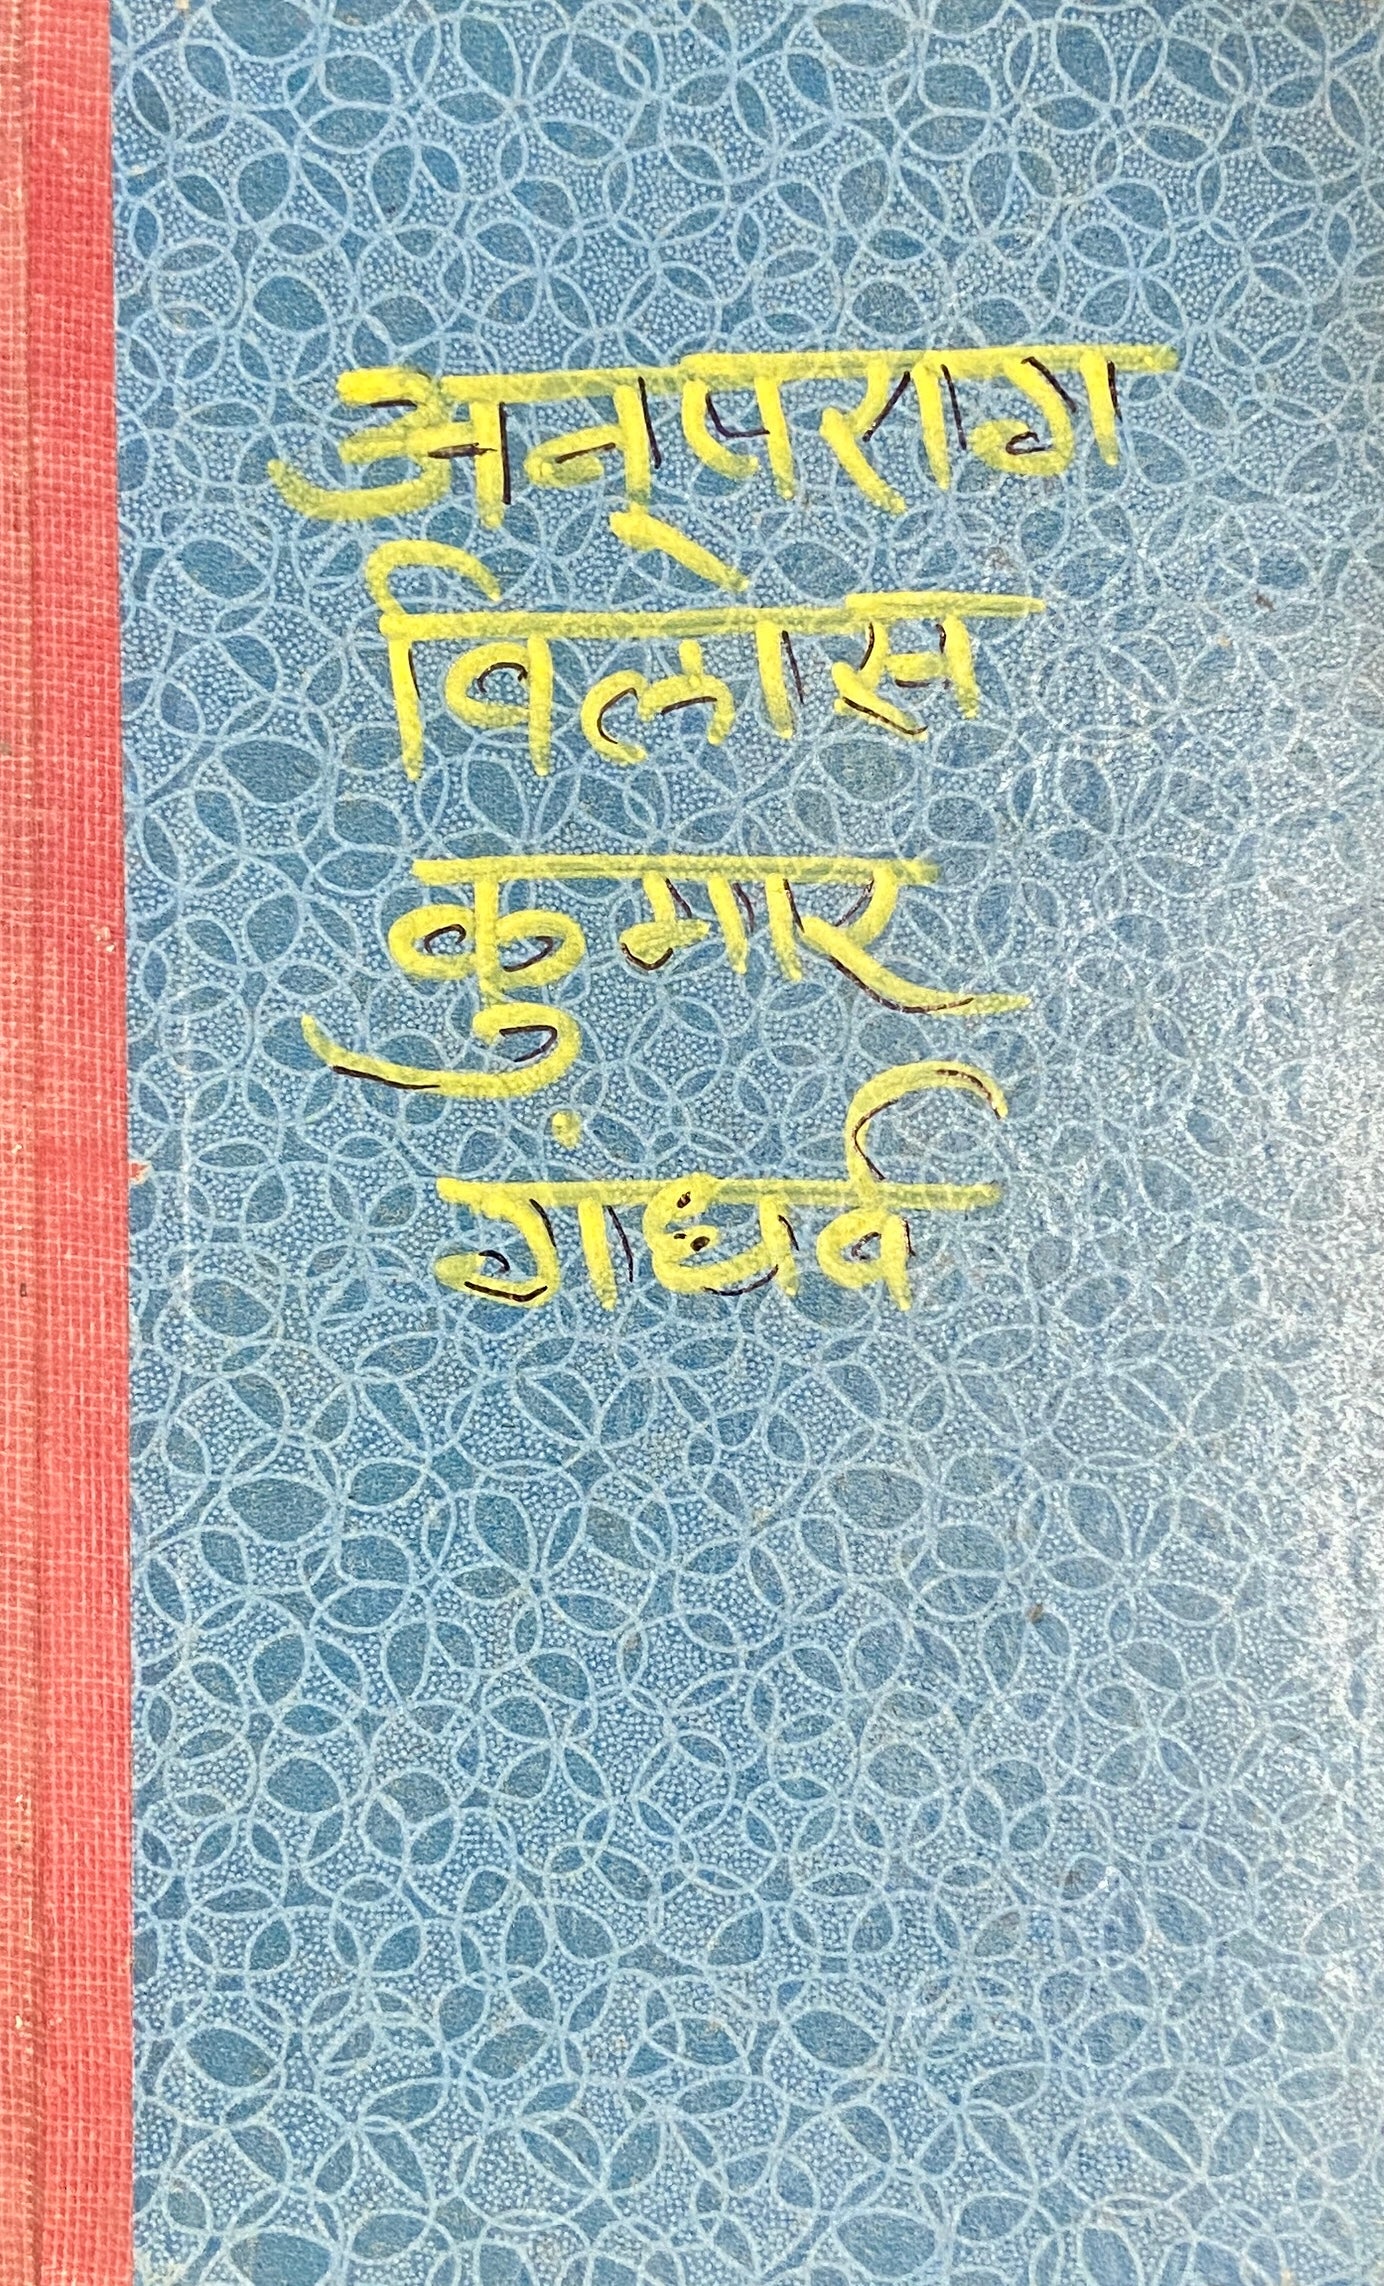 अनूपराग
विलास
कुमार
गांधर्व